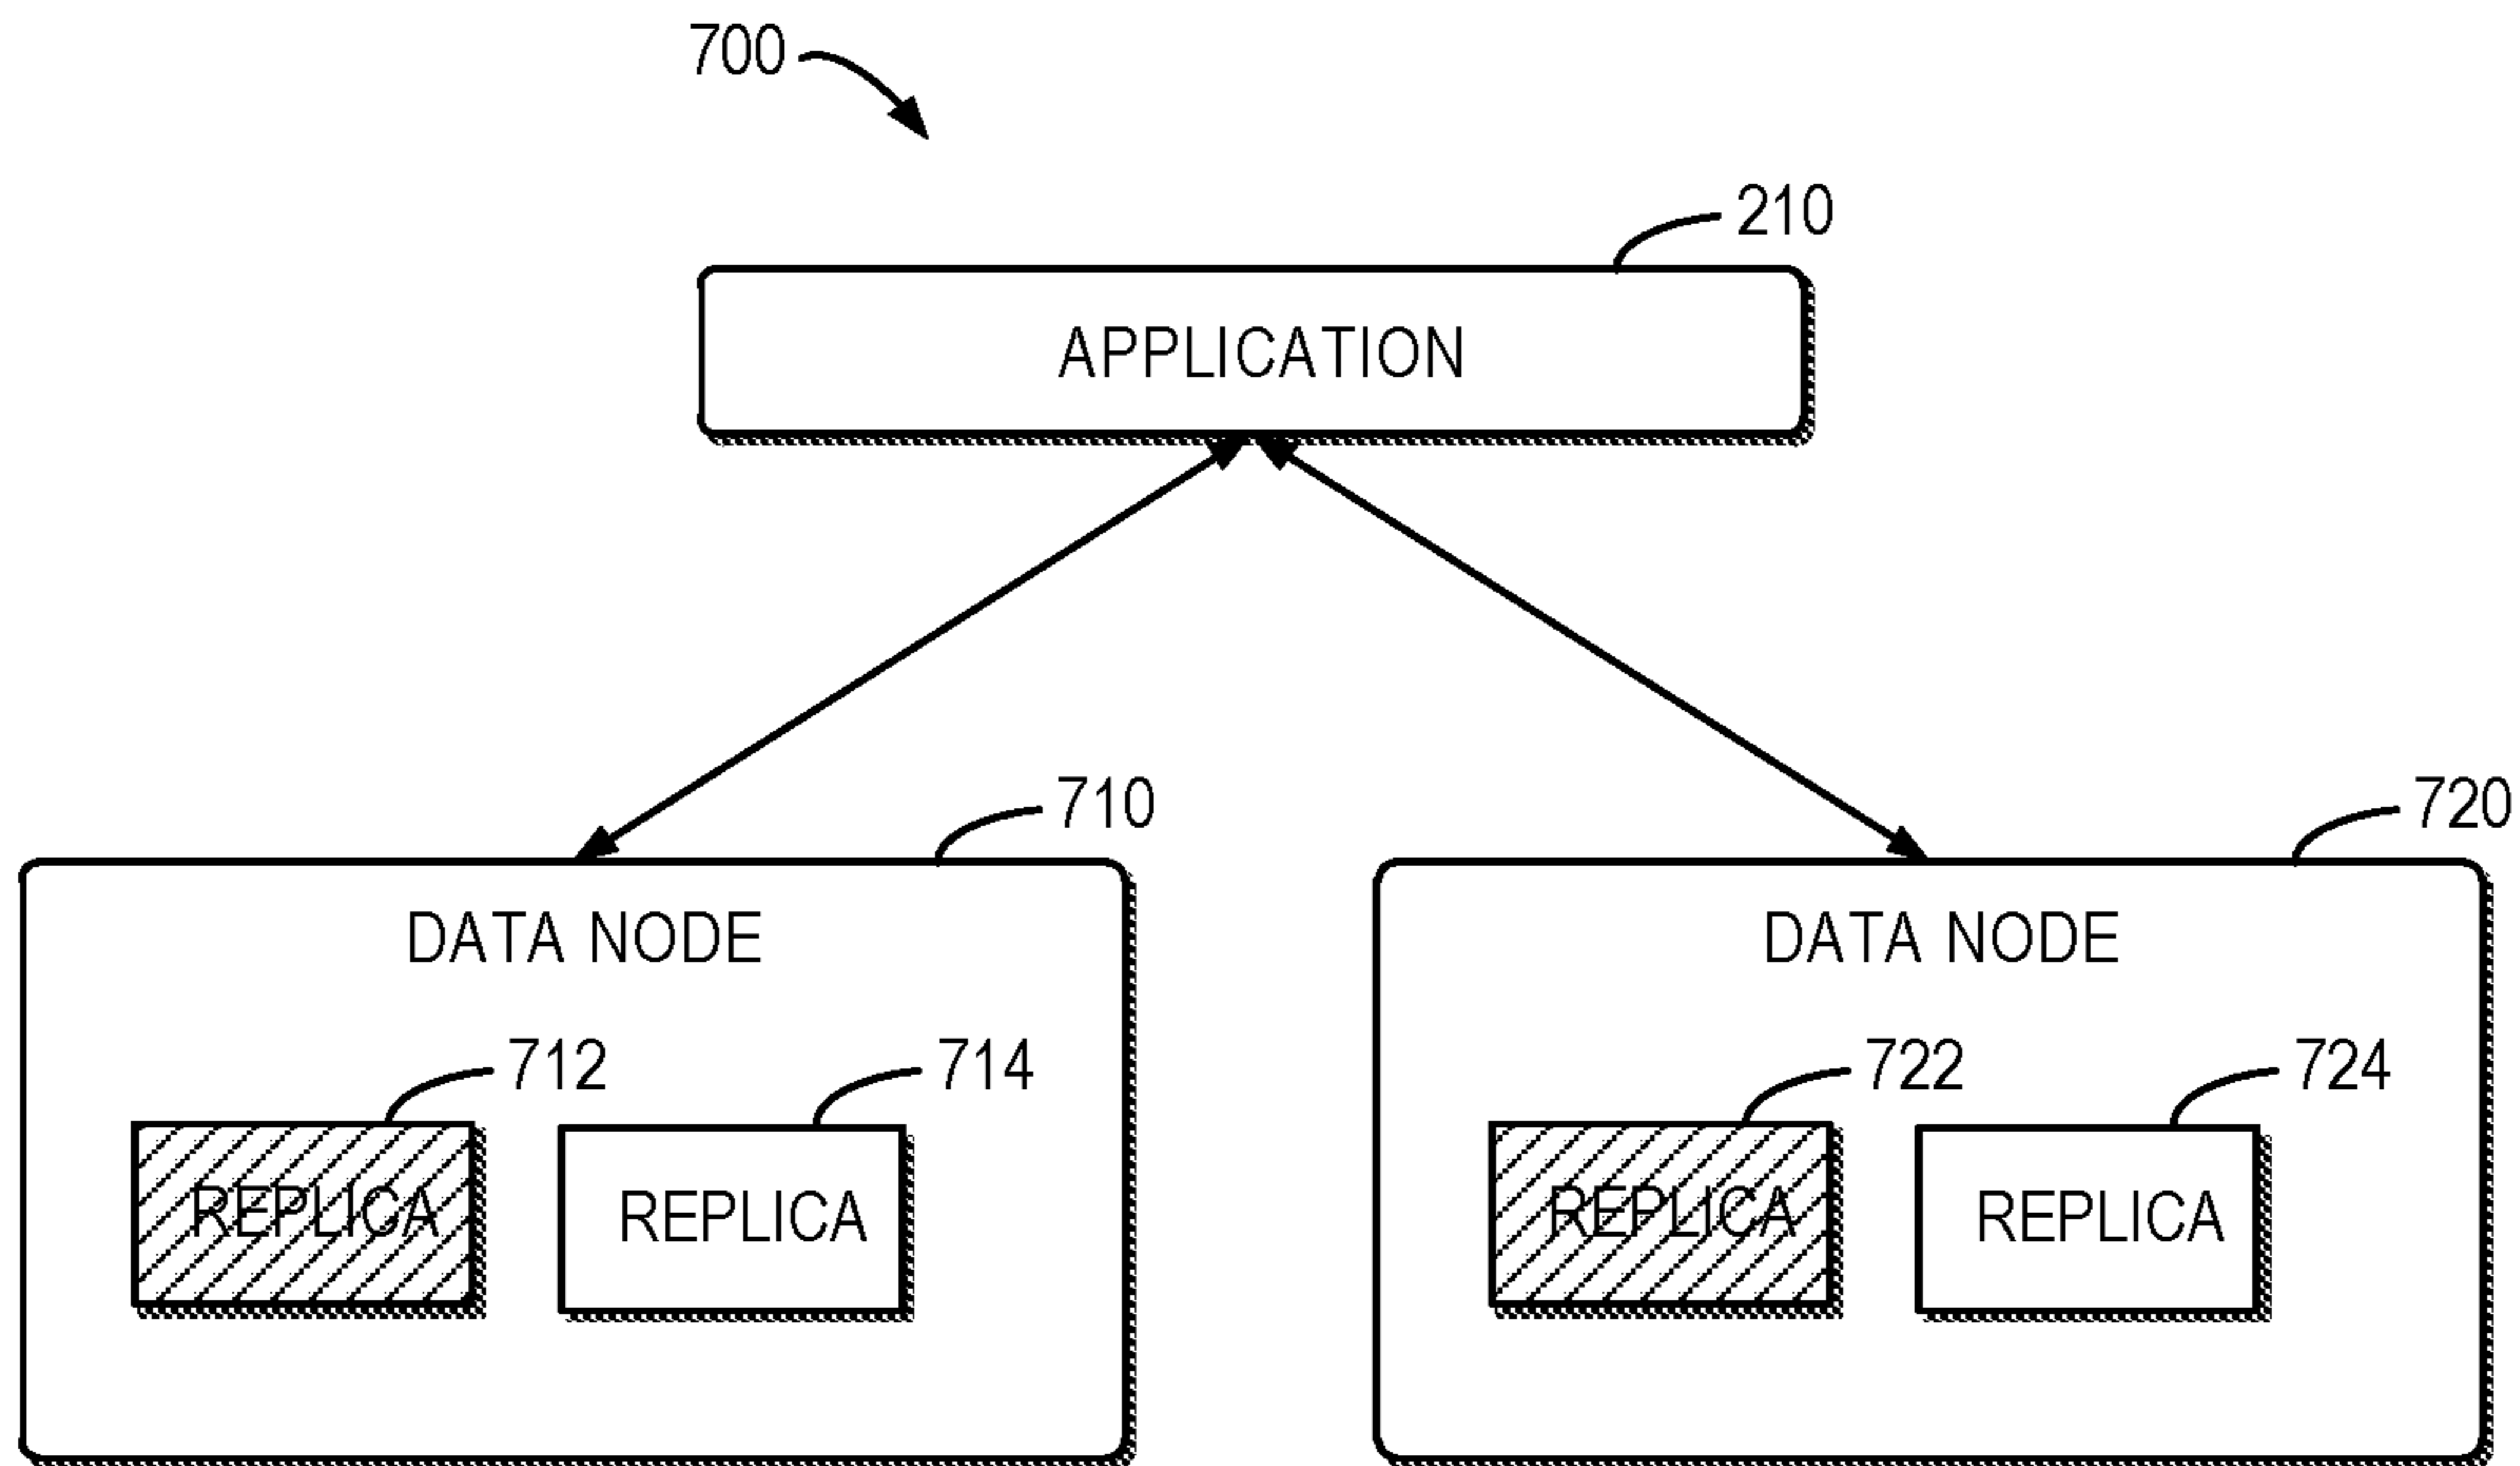 700
210
APPLICATION
710
720
DATA NODE
DATA NODE
712
714
722
724
REPLICA
REPLICA
REPLICA
REPLICA